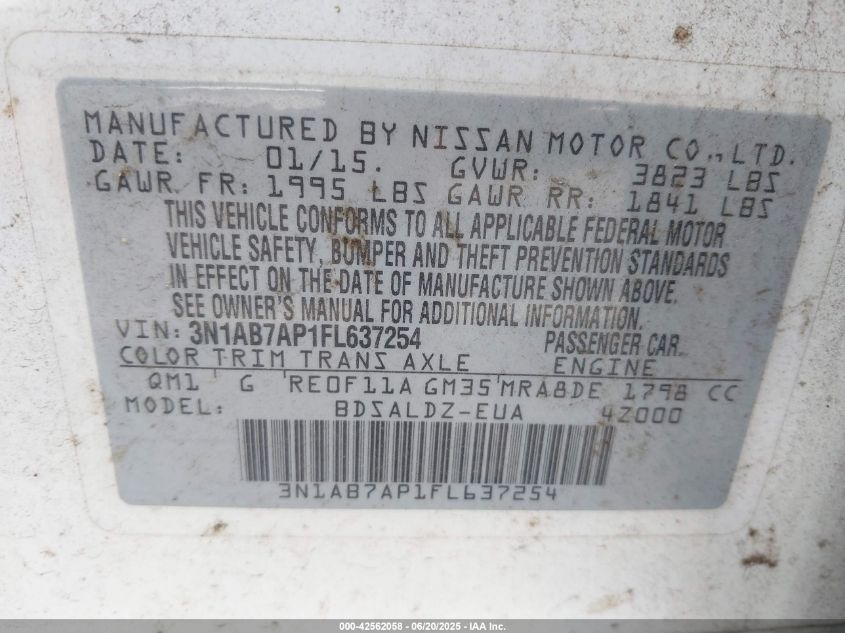 MANUFACTURED BY NISSAN MOTOR CO., LTD.
DATE: 01/15. GVWR: 3823 LBS
GAWR FR: 1995 LBS GAWR RR: 1841 LBS
THIS VEHICLE CONFORMS TO ALL APPLICABLE FEDERAL MOTOR
VEHICLE SAFETY, BUMPER AND THEFT PREVENTION STANDARDS
IN EFFECT ON THE DATE OF MANUFACTURE SHOWN ABOVE.
SEE OWNER'S MANUAL FOR ADDITIONAL INFORMATION.
VIN: 3N1AB7AP1FL637254 PASSENGER CAR.
COLOR TRIM TRANS AXLE ENGINE
QM1 G RE0F11A GM35 MRA8DE 1798 CC
MODEL: BDSALDZ-EUA 4Z000
3N1AB7AP1FL637254
000-42562058 - 06/20/2025 - IAA Inc.